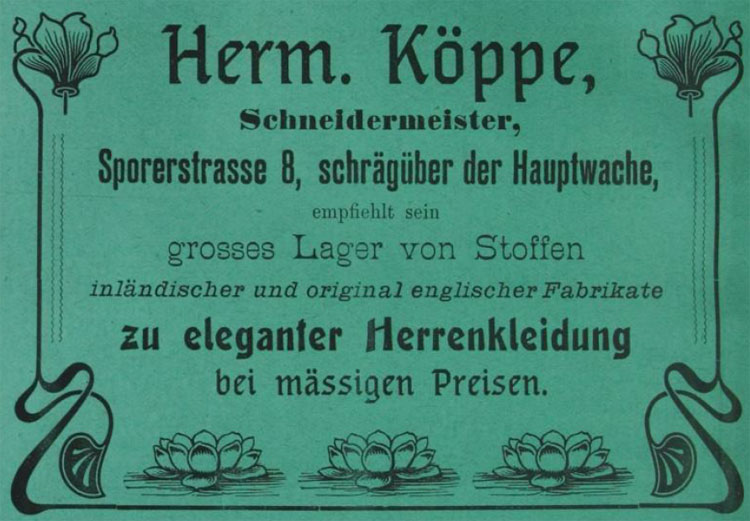 Herm. Köppe,
Schneidermeister,
Sporerstrasse 8, schrägüber der Hauptwache,
empfiehlt sein
grosses Lager von Stoffen
inländischer und original englischer Fabrikate
zu eleganter Herrenkleidung
bei mässigen Preisen.